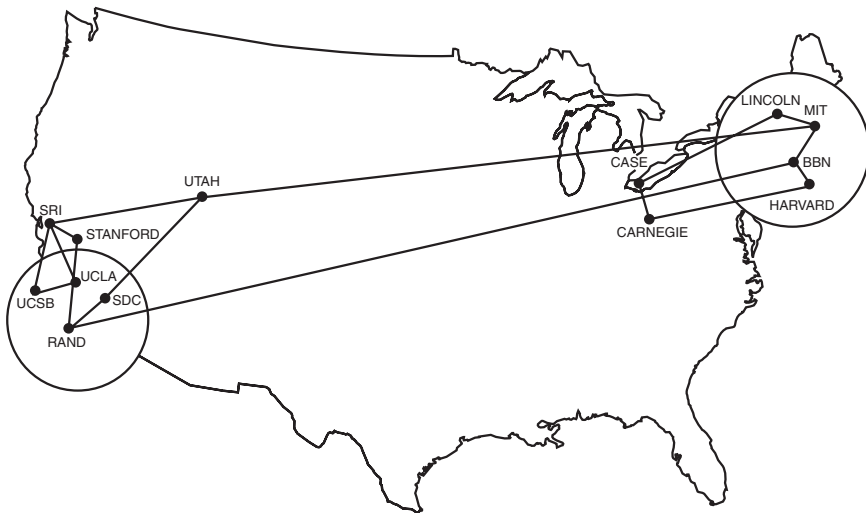 LINCOLN
MIT
CASE
BBN
UTAH
HARVARD
SRI
STANFORD
CARNEGIE
UCLA
UCSB
SDC
RAND